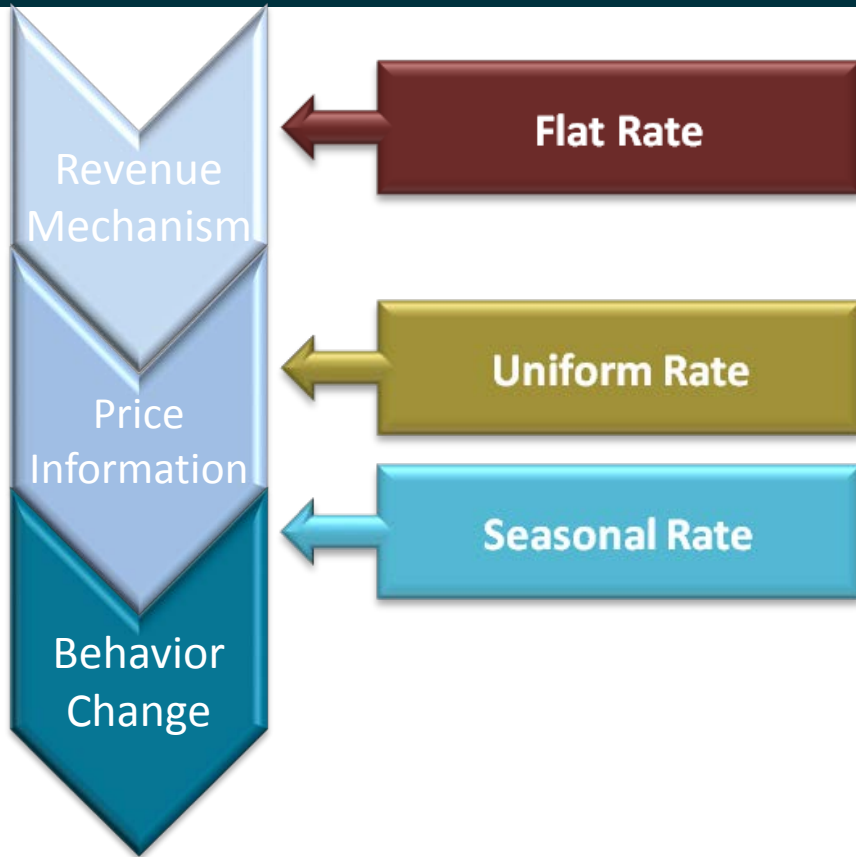 Flat Rate
Revenue
Mechanism
Uniform Rate
Price
Information
Seasonal Rate
Behavior
Change